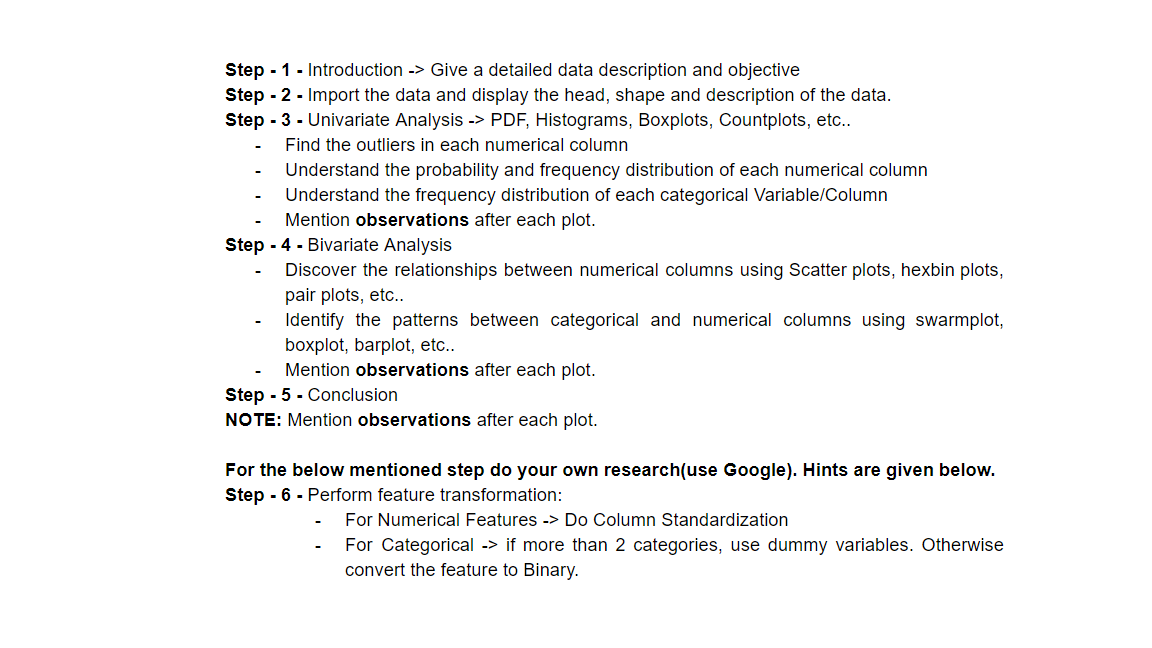 Step - 1 - Introduction -> Give a detailed data description and objective
Step - 2 - Import the data and display the head, shape and description of the data.
Step - 3 - Univariate Analysis -> PDF, Histograms, Boxplots, Countplots, etc..
- Find the outliers in each numerical column
- Understand the probability and frequency distribution of each numerical column
- Understand the frequency distribution of each categorical Variable/Column
- Mention observations after each plot.
Step - 4 - Bivariate Analysis
- Discover the relationships between numerical columns using Scatter plots, hexbin plots,
pair plots, etc..
- Identify the patterns between categorical and numerical columns using swarmplot,
boxplot, barplot, etc..
- Mention observations after each plot.
Step - 5 - Conclusion
NOTE: Mention observations after each plot.
For the below mentioned step do your own research(use Google). Hints are given below.
Step - 6 - Perform feature transformation:
- For Numerical Features -> Do Column Standardization
- For Categorical -> if more than 2 categories, use dummy variables. Otherwise
convert the feature to Binary.